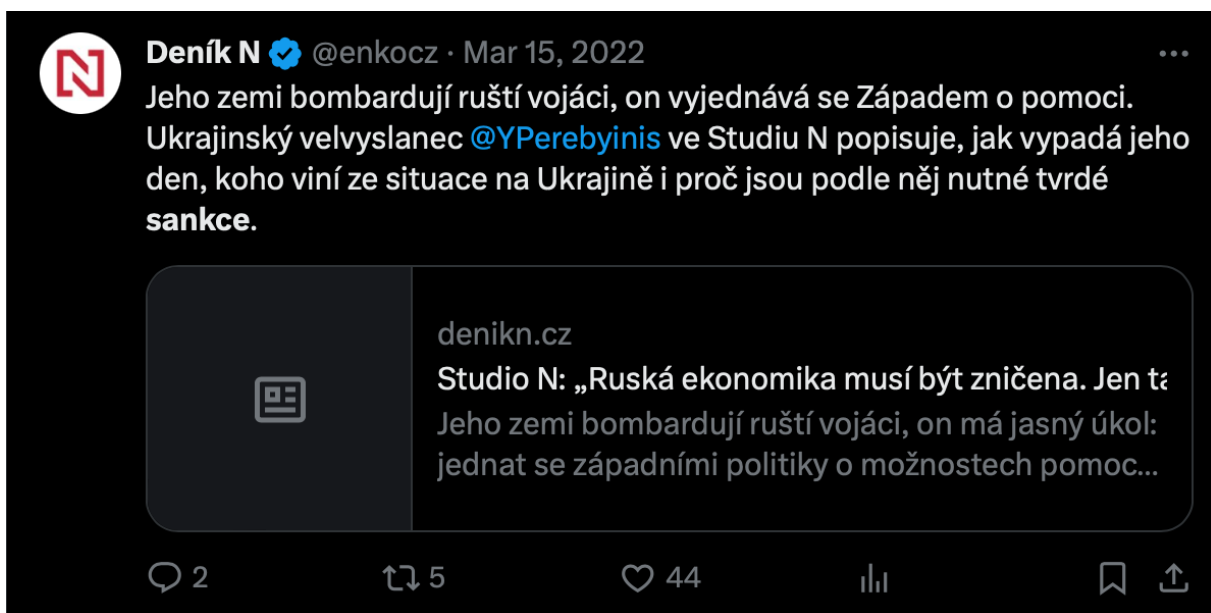 Deník N @enkocz · Mar 15, 2022
Jeho zemi bombardují ruští vojáci, on vyjednává se Západem o pomoci.
Ukrajinský velvyslanec @YPerebyinis ve Studiu N popisuje, jak vypadá jeho
den, koho viní ze situace na Ukrajině i proč jsou podle něj nutné tvrdé
sankce.
denikn.cz
Studio N: „Ruská ekonomika musí být zničena. Jen ta
Jeho zemi bombardují ruští vojáci, on má jasný úkol:
jednat se západními politiky o možnostech pomoc...
2 5 44